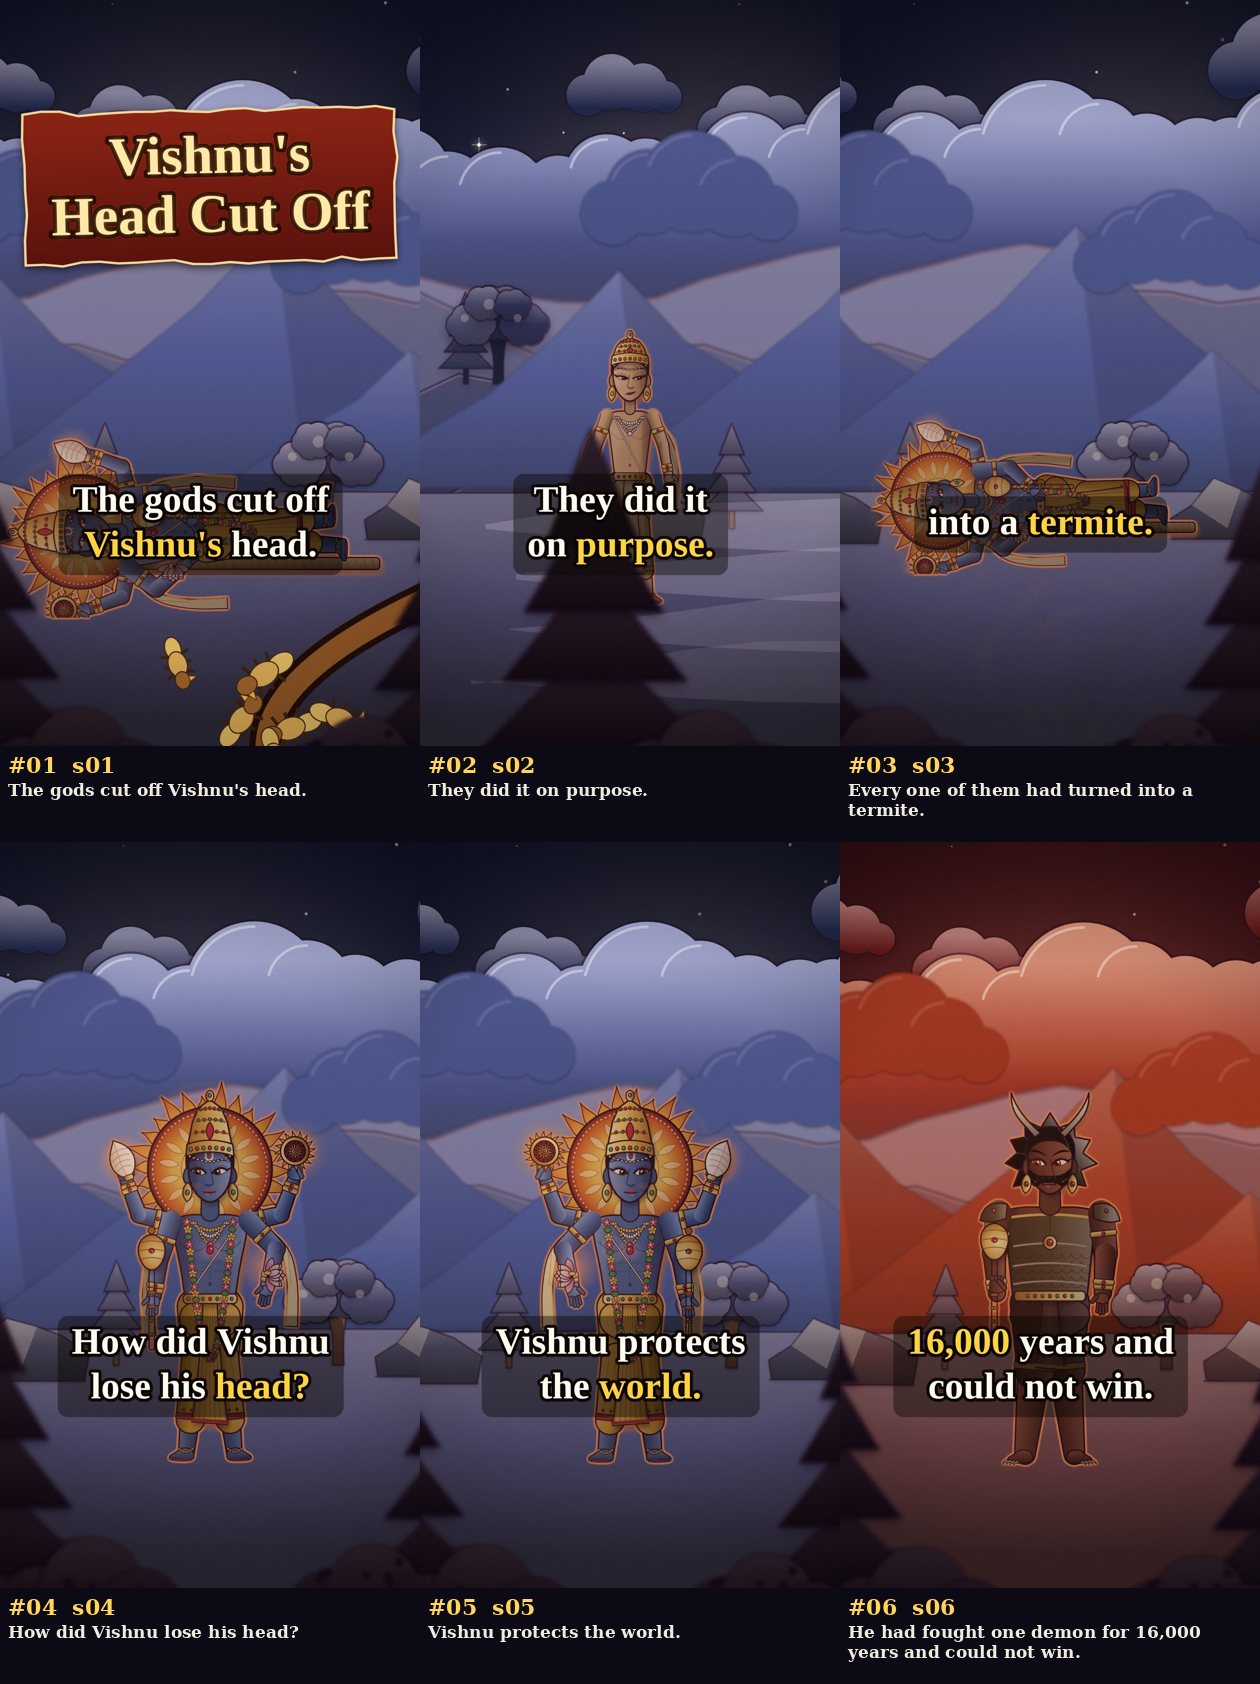 Vishnu's
Head Cut Off
The gods cut off
Vishnu's head.
They did it
on purpose.
into a termite.
#01 s01
The gods cut off Vishnu's head.
#02 s02
They did it on purpose.
#03 s03
Every one of them had turned into a
termite.
How did Vishnu
lose his head?
Vishnu protects
the world.
16,000 years and
could not win.
#04 s04
How did Vishnu lose his head?
#05 s05
Vishnu protects the world.
#06 s06
He had fought one demon for 16,000
years and could not win.